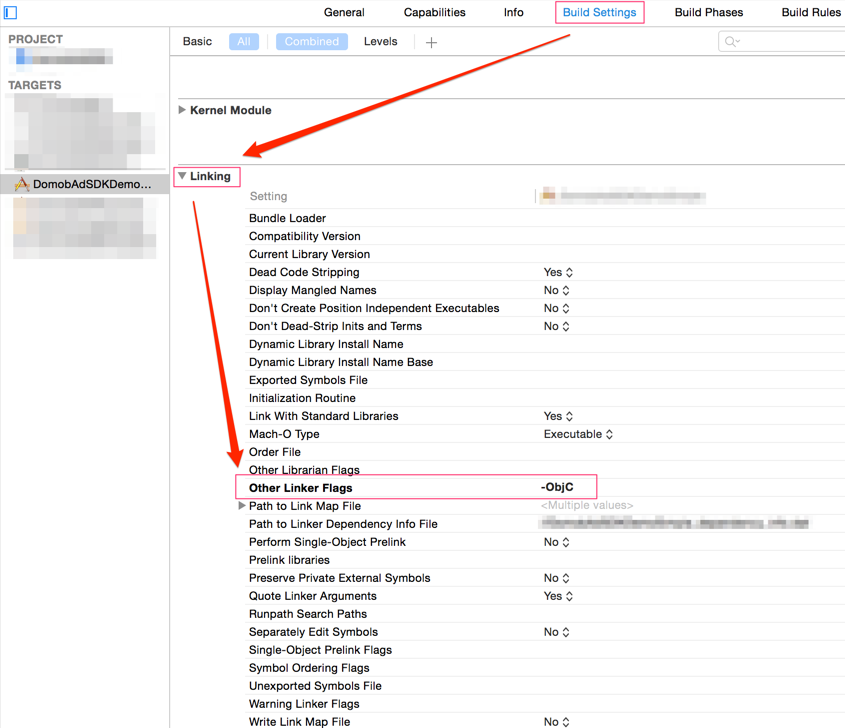 General Capabilities Info Build Settings Build Phases Build Rules
PROJECT
TARGETS
DomobAdSDKDemo...
Basic All Combined Levels +
Kernel Module
Linking
Setting
Bundle Loader
Compatibility Version
Current Library Version
Dead Code Stripping Yes
Display Mangled Names No
Don't Create Position Independent Executables No
Don't Dead-Strip Inits and Terms No
Dynamic Library Install Name
Dynamic Library Install Name Base
Exported Symbols File
Initialization Routine
Link With Standard Libraries Yes
Mach-O Type Executable
Order File
Other Librarian Flags
Other Linker Flags -ObjC
Path to Link Map File <Multiple values>
Path to Linker Dependency Info File
Perform Single-Object Prelink No
Prelink libraries
Preserve Private External Symbols No
Quote Linker Arguments Yes
Runpath Search Paths
Separately Edit Symbols No
Single-Object Prelink Flags
Symbol Ordering Flags
Unexported Symbols File
Warning Linker Flags
Write Link Map File No